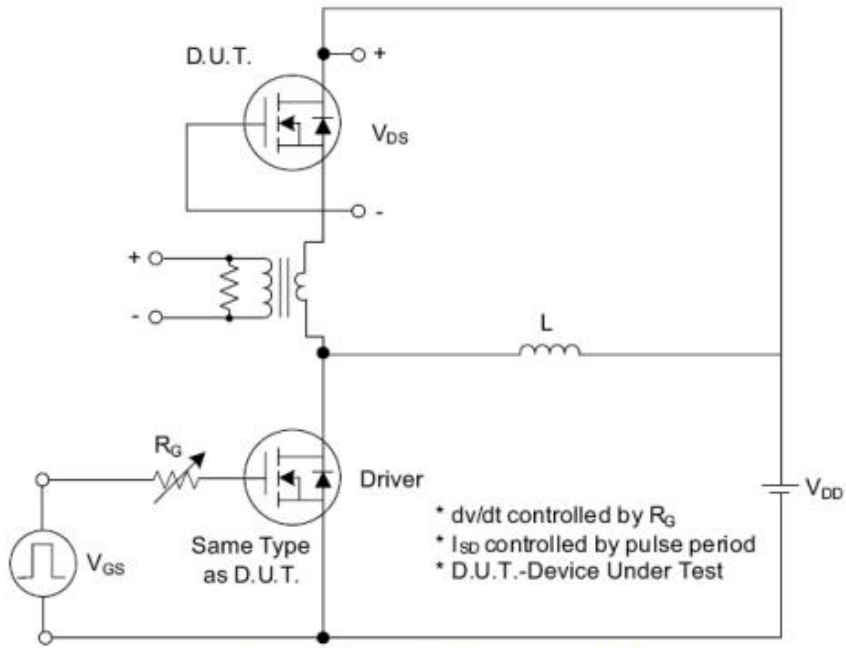 D.U.T.
+
VDS
-
+
-
L
RG
Driver
VDD
VGS
Same Type
as D.U.T.
* dv/dt controlled by RG
* ISD controlled by pulse period
* D.U.T.-Device Under Test